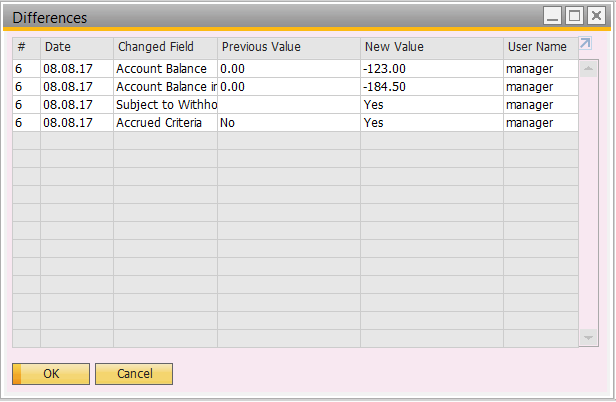 Differences
# Date Changed Field Previous Value New Value User Name
6 08.08.17 Account Balance 0.00 -123.00 manager
6 08.08.17 Account Balance in 0.00 -184.50 manager
6 08.08.17 Subject to Withho Yes manager
6 08.08.17 Accrued Criteria No Yes manager
OK Cancel